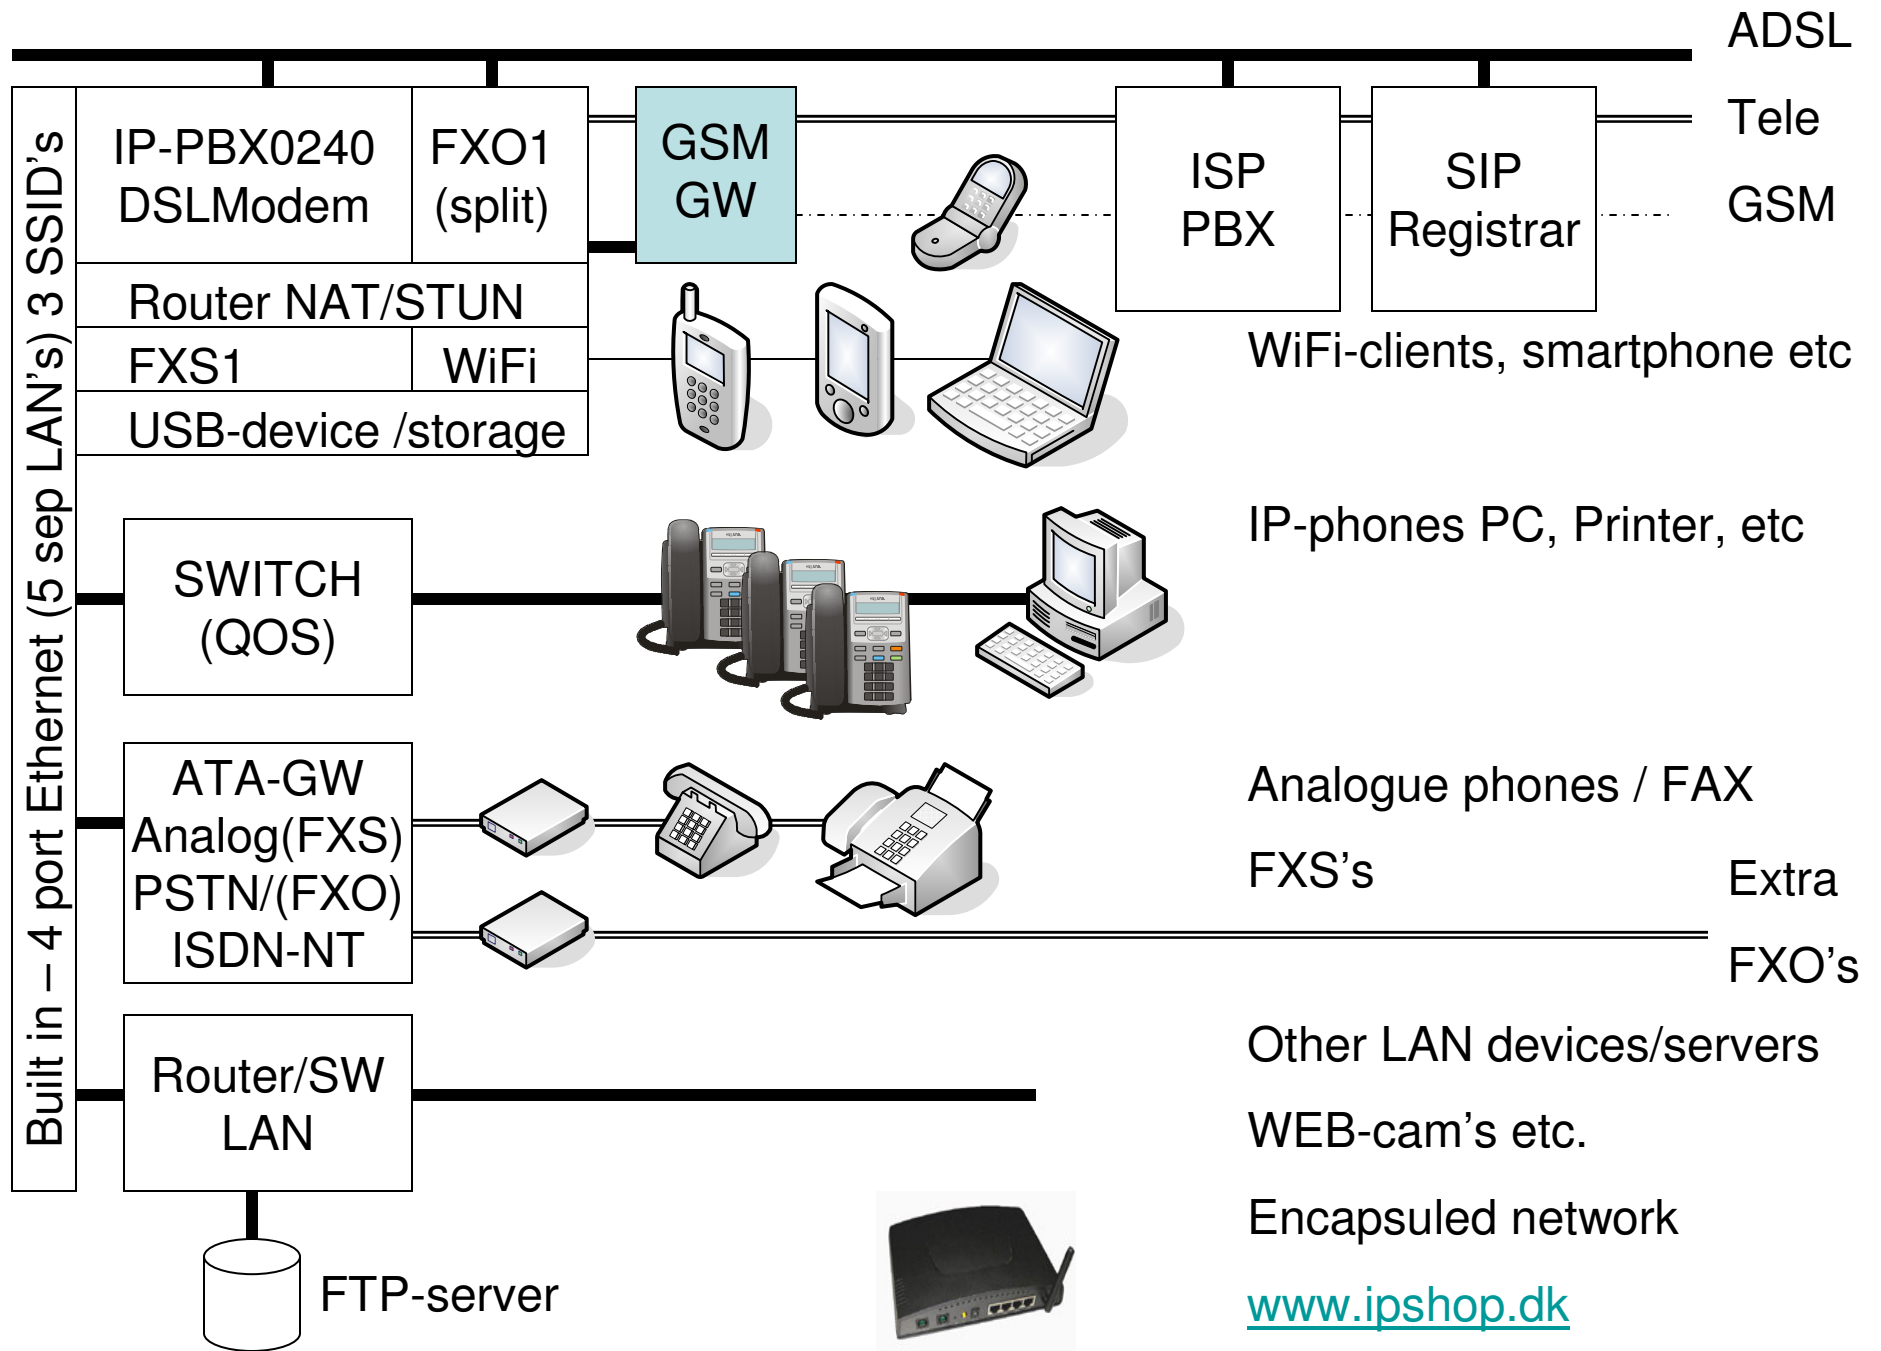 ADSL
Tele
GSM
IP-PBX0240
DSLModem
FXO1
(split)
GSM
GW
ISP
PBX
SIP
Registrar
Router NAT/STUN
FXS1
WiFi
USB-device /storage
WiFi-clients, smartphone etc
Built in – 4 port Ethernet (5 sep LAN's) 3 SSID's
SWITCH
(QOS)
IP-phones PC, Printer, etc
ATA-GW
Analog(FXS)
PSTN/(FXO)
ISDN-NT
Analogue phones / FAX
FXS's
Extra
FXO's
Router/SW
LAN
Other LAN devices/servers
WEB-cam's etc.
Encapsuled network
www.ipshop.dk
FTP-server